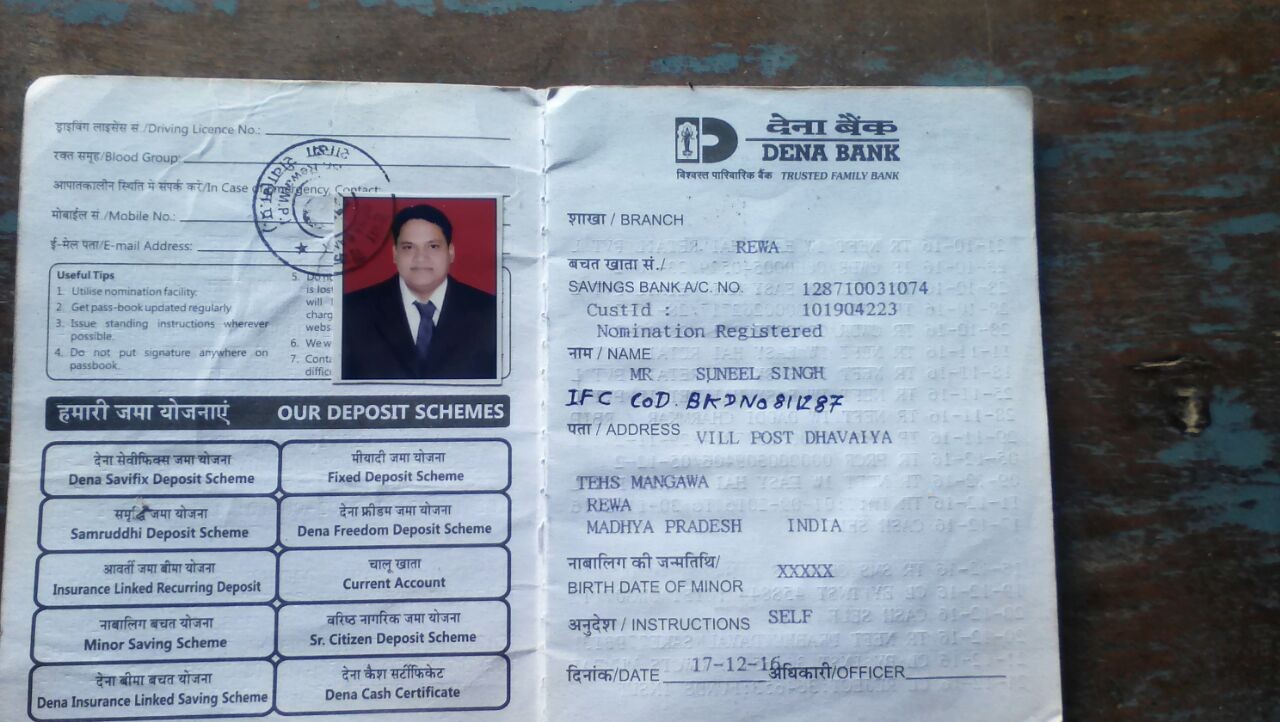 ड्राइविंग लाइसेंस सं./Driving Licence No.:
रक्त समूह/Blood Group:
आपातकालीन स्थिति मे संपर्क करें/In Case of Emergency, Contact:
मोबाईल सं./Mobile No.:
ई-मेल पता/E-mail Address:
Useful Tips
1. Utilise nomination facility.
2. Get pass-book updated regularly
3. Issue standing instructions wherever
possible.
4. Do not put signature anywhere on
passbook.
5.
is lost
will
charg
webs
6. We w
7. Conta
diffic
हमारी जमा योजनाएं OUR DEPOSIT SCHEMES
देना सेवीफिक्स जमा योजना
Dena Savifix Deposit Scheme
मीयादी जमा योजना
Fixed Deposit Scheme
समृद्धि जमा योजना
Samruddhi Deposit Scheme
देना फ्रीडम जमा योजना
Dena Freedom Deposit Scheme
आवर्ती जमा बीमा योजना
Insurance Linked Recurring Deposit
चालू खाता
Current Account
नाबालिग बचत योजना
Minor Saving Scheme
वरिष्ठ नागरिक जमा योजना
Sr. Citizen Deposit Scheme
देना बीमा बचत योजना
Dena Insurance Linked Saving Scheme
देना कैश सर्टीफिकेट
Dena Cash Certificate
देना बैंक
DENA BANK
विश्वस्त पारिवारिक बैंक TRUSTED FAMILY BANK
शाखा / BRANCH
REWA
बचत खाता सं./
SAVINGS BANK A/C. NO. 128710031074
CustId : 101904223
Nomination Registered
नाम / NAME
MR SUNEEL SINGH
IFC CoD. BKDN0811287
पता / ADDRESS VILL POST DHAVAIYA
TEHS MANGAWA
REWA
MADHYA PRADESH INDIA
नाबालिग की जन्मतिथि/
BIRTH DATE OF MINOR XXXXX
अनुदेश / INSTRUCTIONS SELF
दिनांक/DATE 17-12-16 अधिकारी/OFFICER